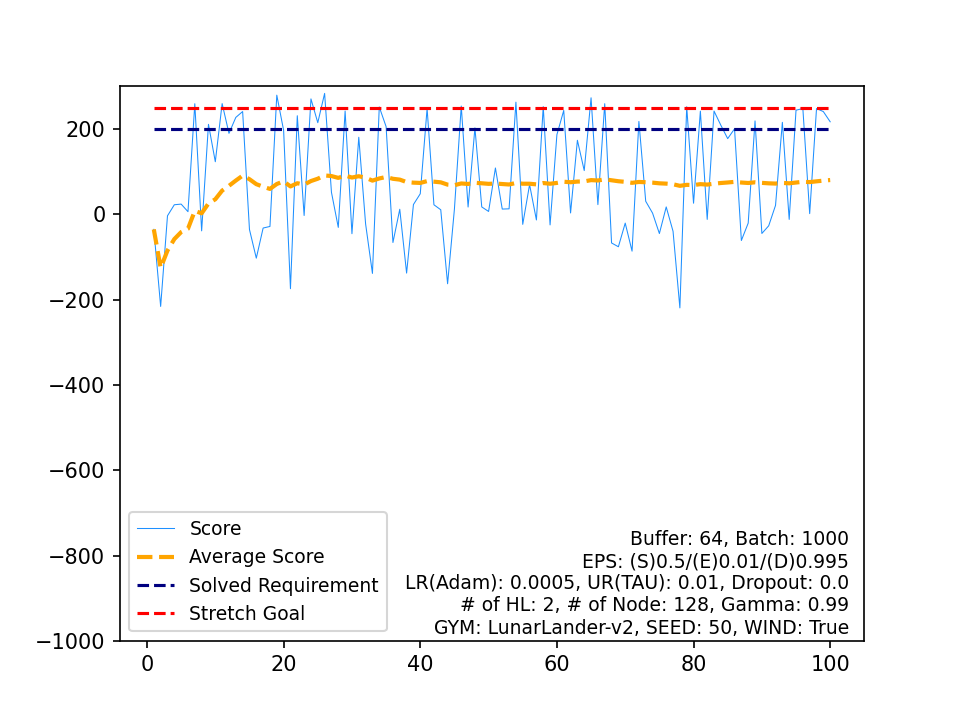 200
0
−200
−400
−600
−800
−1000
0 20 40 60 80 100
Score
Average Score
Solved Requirement
Stretch Goal
Buffer: 64, Batch: 1000
EPS: (S)0.5/(E)0.01/(D)0.995
LR(Adam): 0.0005, UR(TAU): 0.01, Dropout: 0.0
# of HL: 2, # of Node: 128, Gamma: 0.99
GYM: LunarLander-v2, SEED: 50, WIND: True